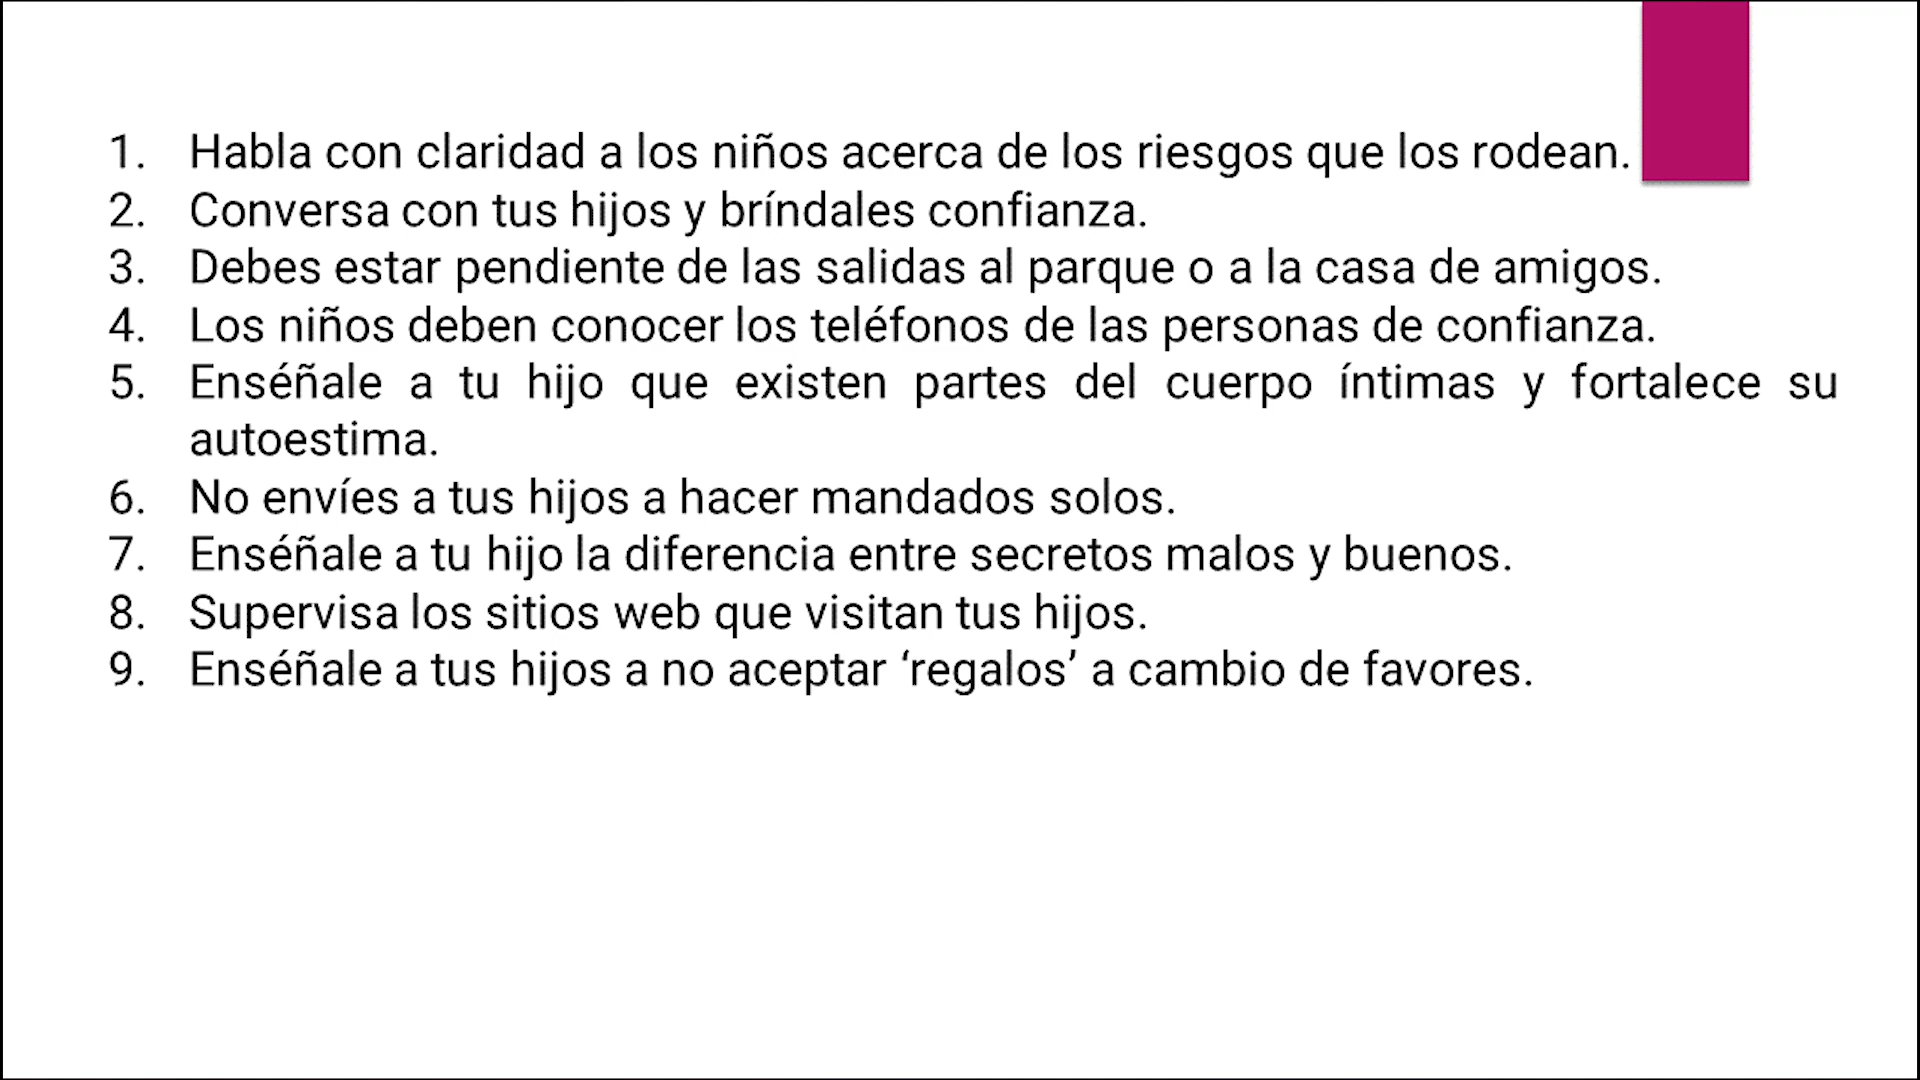 1. Habla con claridad a los niños acerca de los riesgos que los rodean.
2. Conversa con tus hijos y bríndales confianza.
3. Debes estar pendiente de las salidas al parque o a la casa de amigos.
4. Los niños deben conocer los teléfonos de las personas de confianza.
5. Enséñale a tu hijo que existen partes del cuerpo íntimas y fortalece su
autoestima.
6. No envíes a tus hijos a hacer mandados solos.
7. Enséñale a tu hijo la diferencia entre secretos malos y buenos.
8. Supervisa los sitios web que visitan tus hijos.
9. Enséñale a tus hijos a no aceptar ‘regalos’ a cambio de favores.